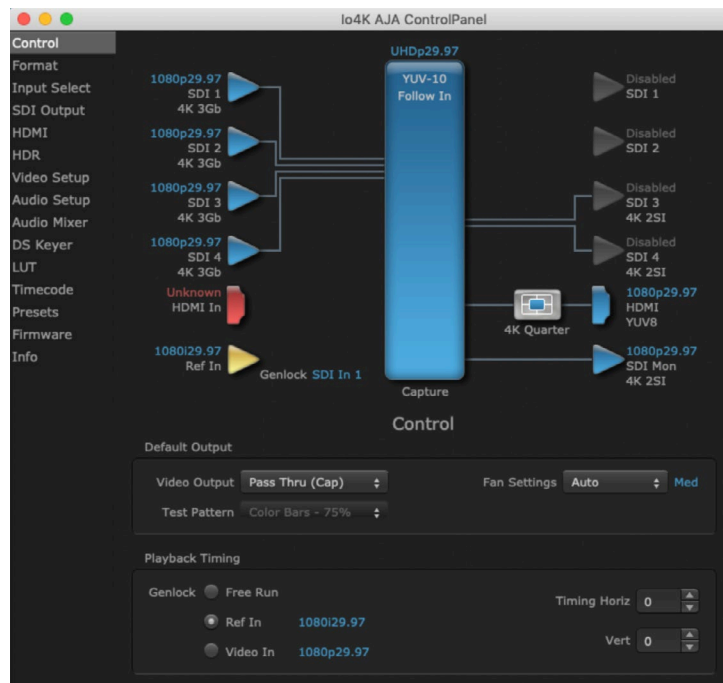 Io4K AJA ControlPanel
Control
Format
Input Select
SDI Output
HDMI
HDR
Video Setup
Audio Setup
Audio Mixer
DS Keyer
LUT
Timecode
Presets
Firmware
Info
UHDp29.97
YUV-10
Follow In
1080p29.97
SDI 1
4K 3Gb
1080p29.97
SDI 2
4K 3Gb
1080p29.97
SDI 3
4K 3Gb
1080p29.97
SDI 4
4K 3Gb
Unknown
HDMI In
1080i29.97
Ref In
Genlock SDI In 1
Capture
Disabled
SDI 1
Disabled
SDI 2
Disabled
SDI 3
4K 2SI
Disabled
SDI 4
4K 2SI
4K Quarter
1080p29.97
HDMI
YUV8
1080p29.97
SDI Mon
4K 2SI
Control
Default Output
Video Output Pass Thru (Cap)
Fan Settings Auto Med
Test Pattern Color Bars - 75%
Playback Timing
Genlock Free Run
Ref In 1080i29.97
Video In 1080p29.97
Timing Horiz 0
Vert 0